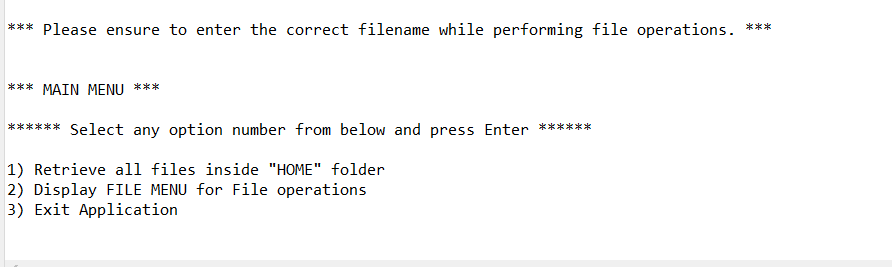 *** Please ensure to enter the correct filename while performing file operations. ***
*** MAIN MENU ***
****** Select any option number from below and press Enter ******
1) Retrieve all files inside "HOME" folder
2) Display FILE MENU for File operations
3) Exit Application